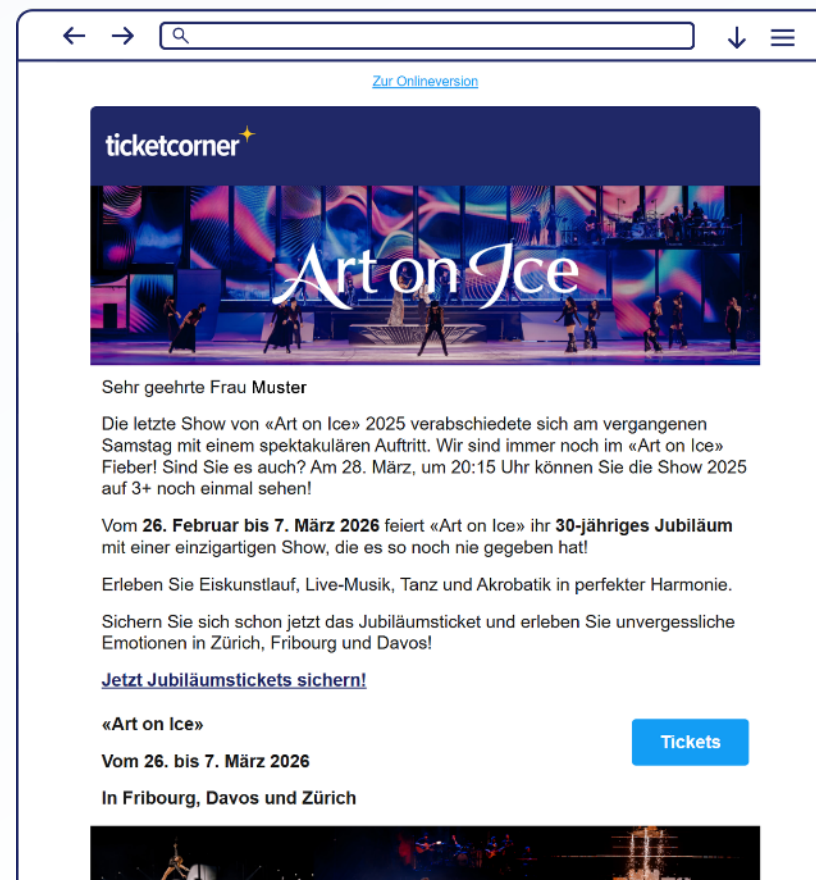 Zur Onlineversion
ticketcorner
Art on Ice
Sehr geehrte Frau Muster
Die letzte Show von «Art on Ice» 2025 verabschiedete sich am vergangenen
Samstag mit einem spektakulären Auftritt. Wir sind immer noch im «Art on Ice»
Fieber! Sind Sie es auch? Am 28. März, um 20:15 Uhr können Sie die Show 2025
auf 3+ noch einmal sehen!
Vom 26. Februar bis 7. März 2026 feiert «Art on Ice» ihr 30-jähriges Jubiläum
mit einer einzigartigen Show, die es so noch nie gegeben hat!
Erleben Sie Eiskunstlauf, Live-Musik, Tanz und Akrobatik in perfekter Harmonie.
Sichern Sie sich schon jetzt das Jubiläumsticket und erleben Sie unvergessliche
Emotionen in Zürich, Fribourg und Davos!
Jetzt Jubiläumstickets sichern!
«Art on Ice»
Tickets
Vom 26. bis 7. März 2026
In Fribourg, Davos und Zürich